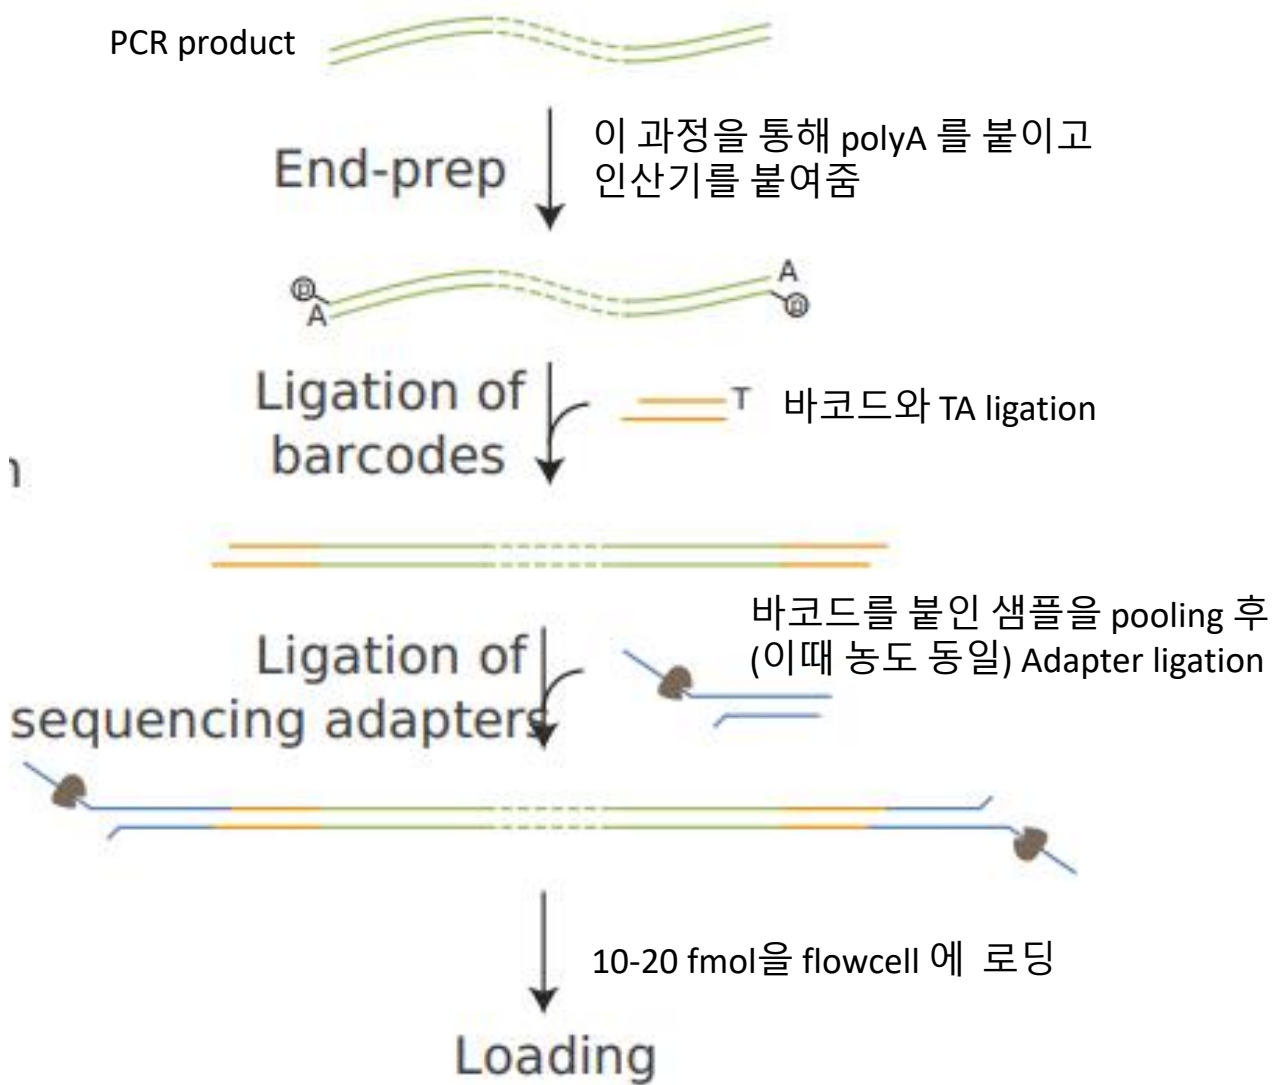 PCR product
End-prep
이 과정을 통해 polyA 를 붙이고
인산기를 붙여줌
p
A
A
p
Ligation of
barcodes
T
바코드와 TA ligation
n
바코드를 붙인 샘플을 pooling 후
(이때 농도 동일) Adapter ligation
Ligation of
sequencing adapters
10-20 fmol을 flowcell 에 로딩
Loading